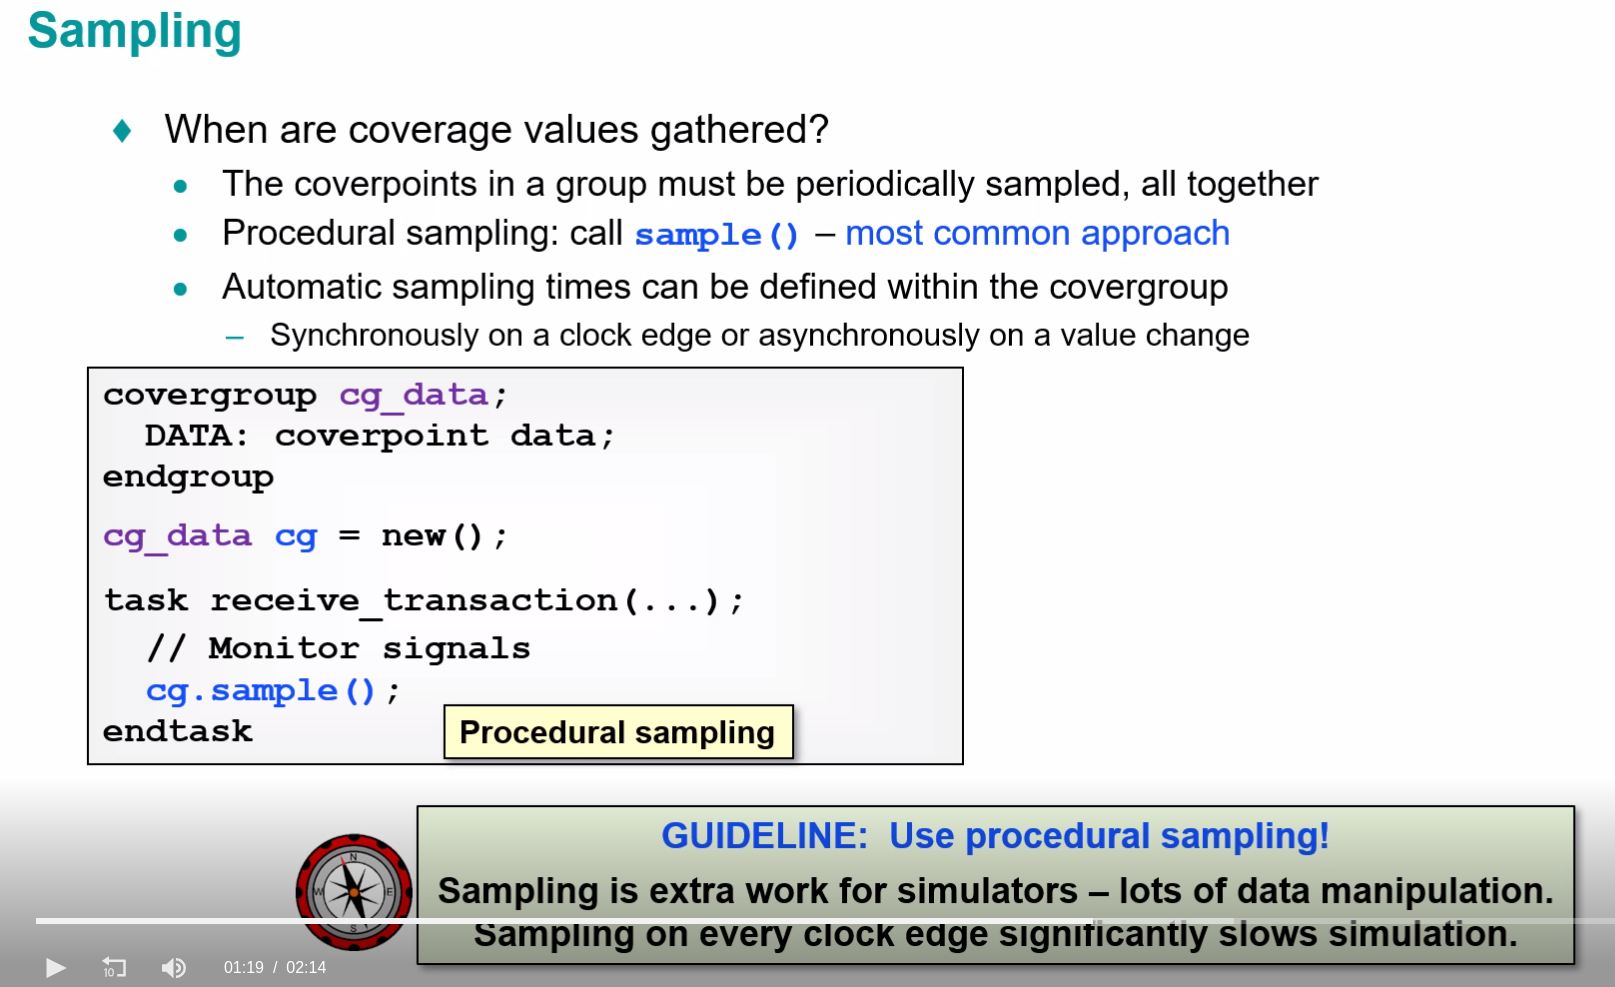 Sampling
When are coverage values gathered?
The coverpoints in a group must be periodically sampled, all together
Procedural sampling: call sample() – most common approach
Automatic sampling times can be defined within the covergroup
– Synchronously on a clock edge or asynchronously on a value change
covergroup cg_data;
DATA: coverpoint data;
endgroup
cg_data cg = new();
task receive_transaction(...);
// Monitor signals
cg.sample();
endtask
Procedural sampling
GUIDELINE: Use procedural sampling!
Sampling is extra work for simulators – lots of data manipulation.
Sampling on every clock edge significantly slows simulation.
N
W E
S
10 01:19 / 02:14